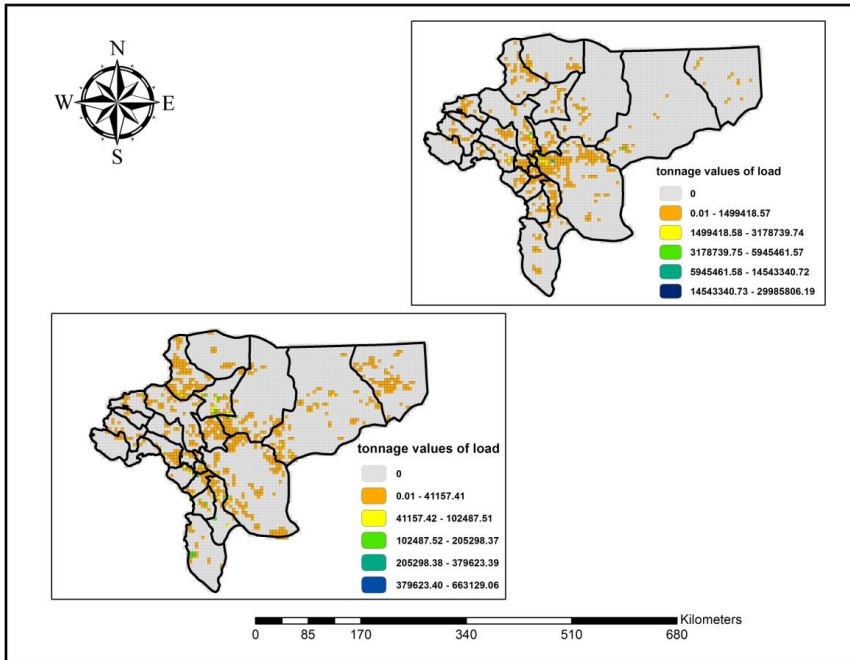 N
W E
S
tonnage values of load
0
0.01 - 1499418.57
1499418.58 - 3178739.74
3178739.75 - 5945461.57
5945461.58 - 14543340.72
14543340.73 - 29985806.19
tonnage values of load
0
0.01 - 41157.41
41157.42 - 102487.51
102487.52 - 205298.37
205298.38 - 379623.39
379623.40 - 663129.06
Kilometers
0 85 170 340 510 680